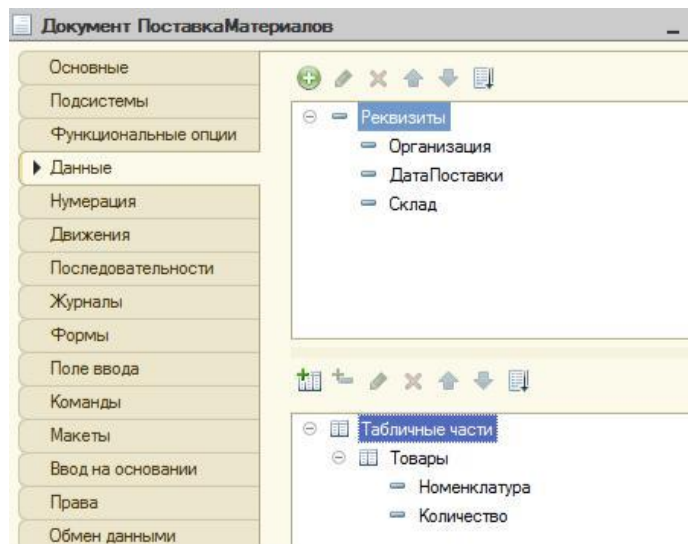 Документ ПоставкаМатериалов
Основные
Подсистемы
Функциональные опции
Данные
Нумерация
Движения
Последовательности
Журналы
Формы
Поле ввода
Команды
Макеты
Ввод на основании
Права
Обмен данными
Реквизиты
Организация
ДатаПоставки
Склад
Табличные части
Товары
Номенклатура
Количество